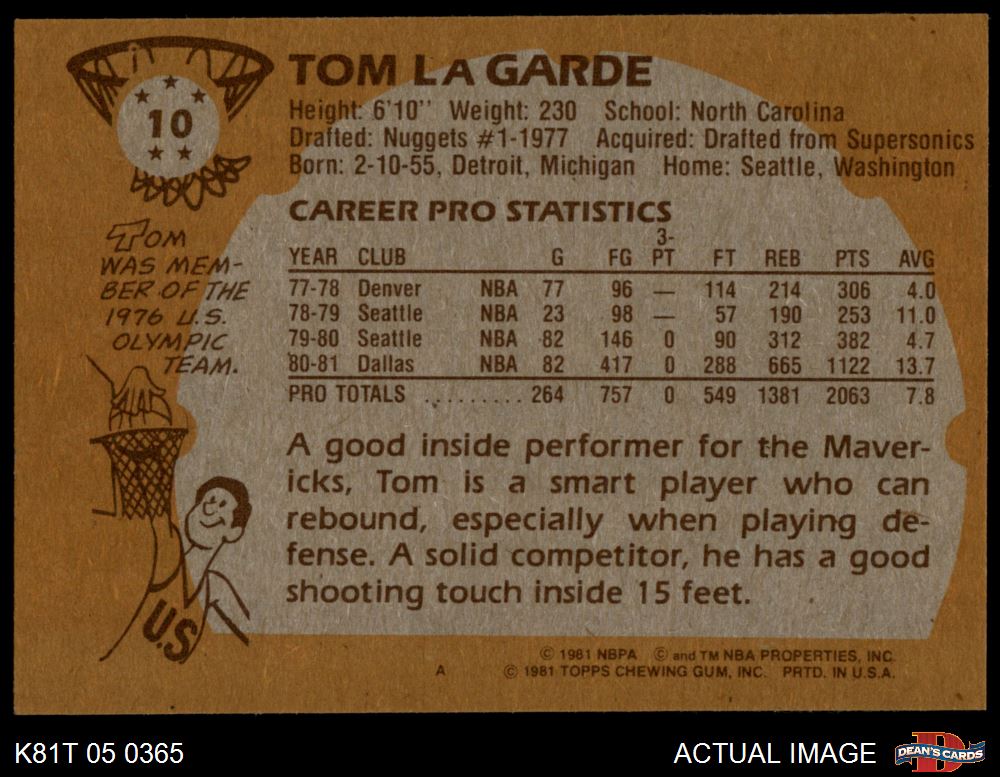 10
TOM LA GARDE
Height: 6'10'' Weight: 230 School: North Carolina
Drafted: Nuggets #1-1977 Acquired: Drafted from Supersonics
Born: 2-10-55, Detroit, Michigan Home: Seattle, Washington
TOM
WAS MEM-
BER OF THE
1976 U.S.
OLYMPIC
TEAM.
U.S.
CAREER PRO STATISTICS
YEAR CLUB G FG 3-PT FT REB PTS AVG
77-78 Denver NBA 77 96 — 114 214 306 4.0
78-79 Seattle NBA 23 98 — 57 190 253 11.0
79-80 Seattle NBA 82 146 0 90 312 382 4.7
80-81 Dallas NBA 82 417 0 288 665 1122 13.7
PRO TOTALS ......... 264 757 0 549 1381 2063 7.8
A good inside performer for the Maver-
icks, Tom is a smart player who can
rebound, especially when playing de-
fense. A solid competitor, he has a good
shooting touch inside 15 feet.
© 1981 NBPA © and TM NBA PROPERTIES, INC.
A © 1981 TOPPS CHEWING GUM, INC. PRTD. IN U.S.A.
K81T 05 0365 ACTUAL IMAGE D DEAN'S CARDS